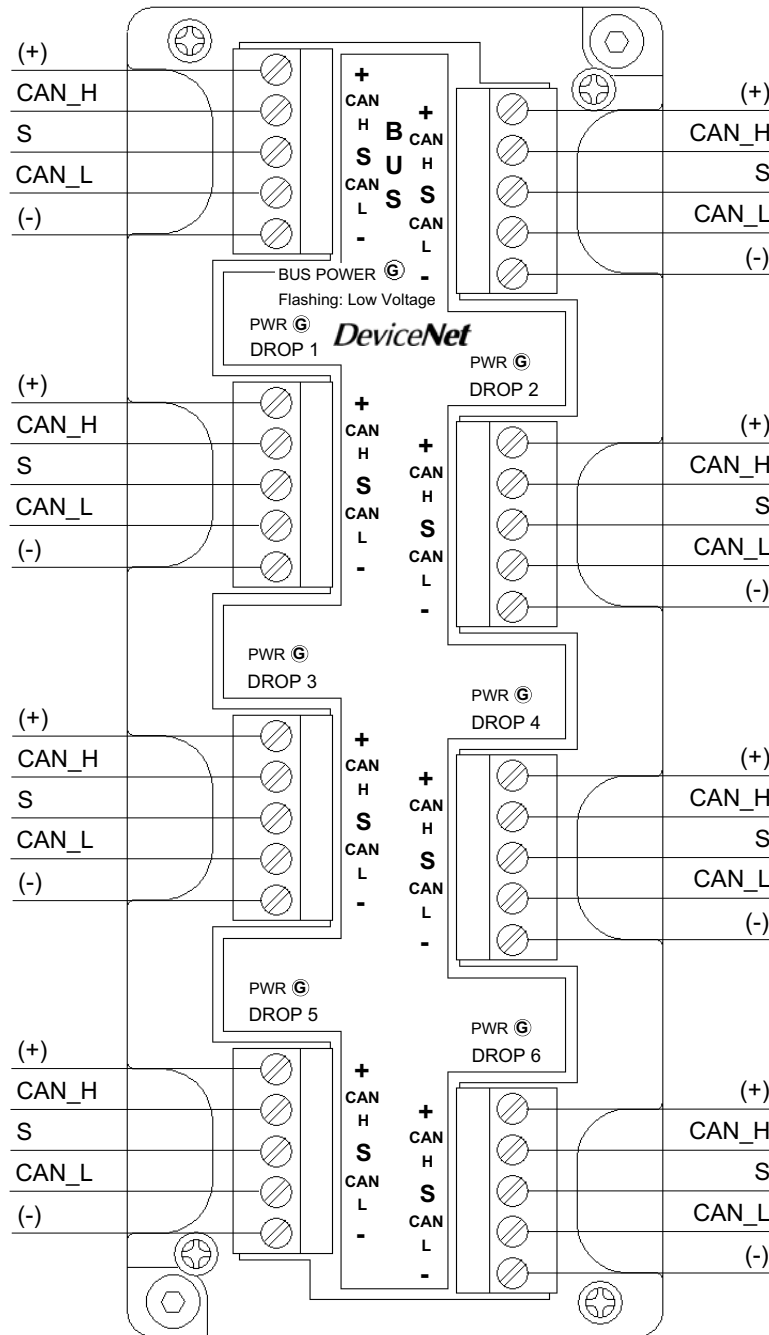 (+)
CAN_H
S
CAN_L
(-)
+
CAN
H
S
CAN
L
-
BUS
+
CAN
H
S
CAN
L
-
(+)
CAN_H
S
CAN_L
(-)
BUS POWER G
Flashing: Low Voltage
PWR G
DROP 1
DeviceNet
PWR G
DROP 2
(+)
CAN_H
S
CAN_L
(-)
+
CAN
H
S
CAN
L
-
+
CAN
H
S
CAN
L
-
(+)
CAN_H
S
CAN_L
(-)
PWR G
DROP 3
PWR G
DROP 4
(+)
CAN_H
S
CAN_L
(-)
+
CAN
H
S
CAN
L
-
+
CAN
H
S
CAN
L
-
(+)
CAN_H
S
CAN_L
(-)
PWR G
DROP 5
PWR G
DROP 6
(+)
CAN_H
S
CAN_L
(-)
+
CAN
H
S
CAN
L
-
+
CAN
H
S
CAN
L
-
(+)
CAN_H
S
CAN_L
(-)